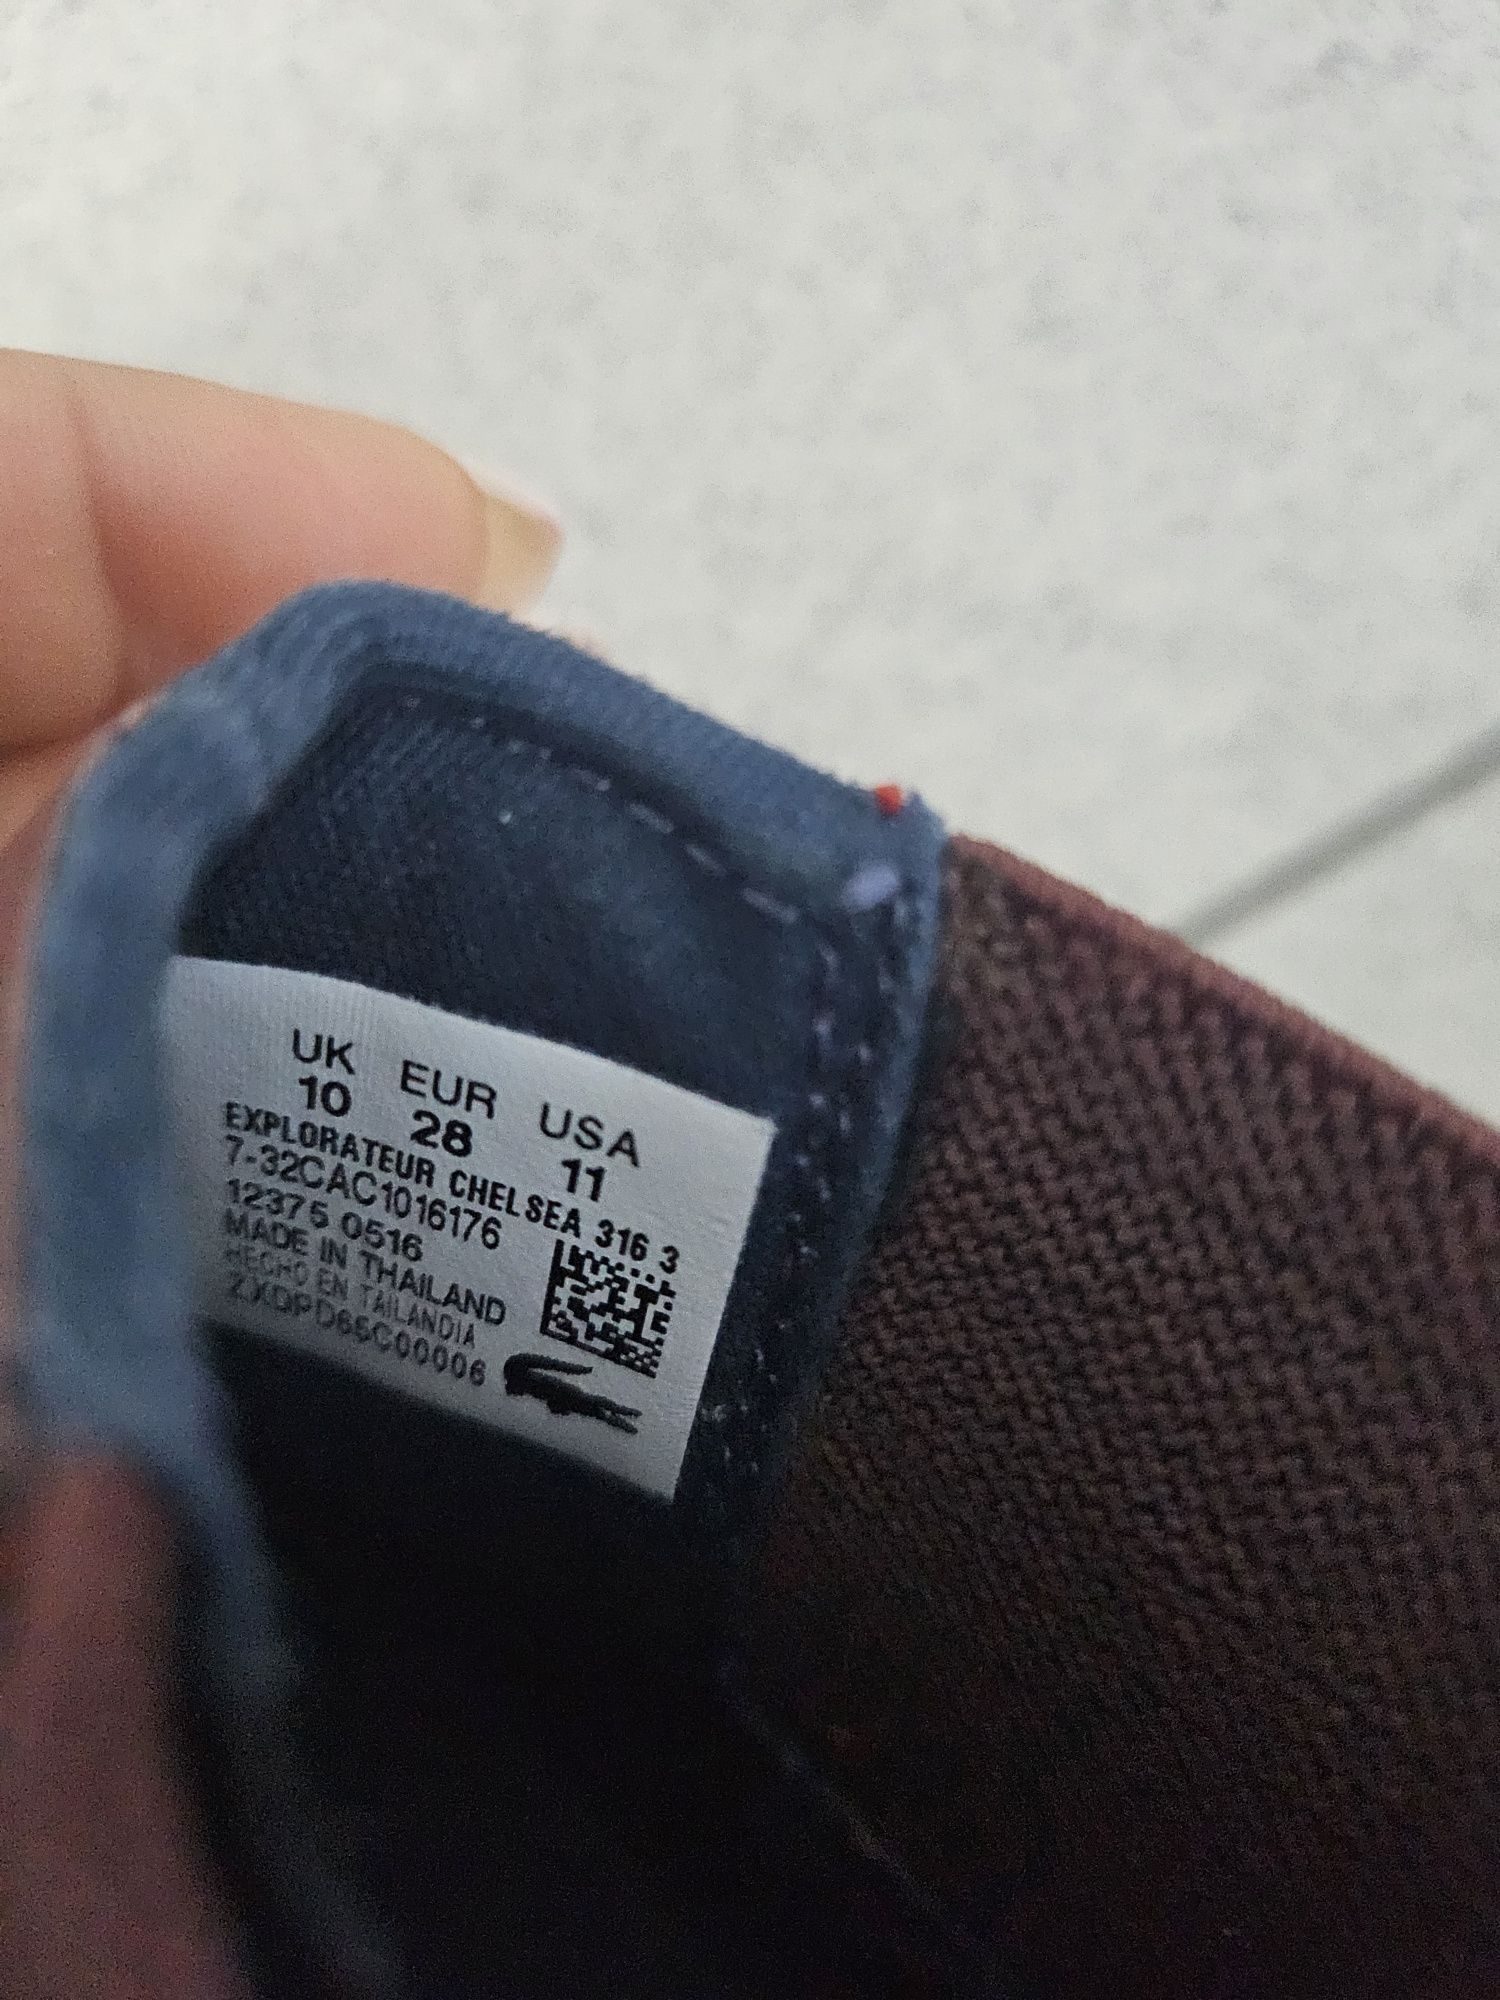 UK EUR USA
10 28 11
EXPLORATEUR CHELSEA 316 3
7-32CAC1016176
12375 0516
MADE IN THAILAND
HECHO EN TAILANDIA
ZXDPD65C00006